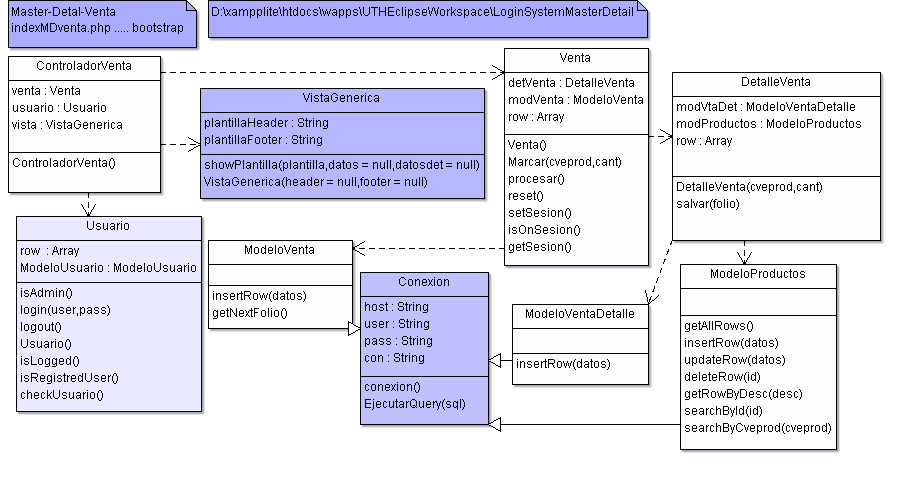 Master-Detal-Venta
indexMDventa.php ..... bootstrap
D:\xampplite\htdocs\wapps\UTHEclipseWorkspace\LoginSystemMasterDetail
ControladorVenta
venta : Venta
usuario : Usuario
vista : VistaGenerica
ControladorVenta()
VistaGenerica
plantillaHeader : String
plantillaFooter : String
showPlantilla(plantilla,datos = null,datosdet = null)
VistaGenerica(header = null,footer = null)
Venta
detVenta : DetalleVenta
modVenta : ModeloVenta
row : Array
Venta()
Marcar(cveprod,cant)
procesar()
reset()
setSesion()
isOnSesion()
getSesion()
DetalleVenta
modVtaDet : ModeloVentaDetalle
modProductos : ModeloProductos
row : Array
DetalleVenta(cveprod,cant)
salvar(folio)
Usuario
row : Array
ModeloUsuario : ModeloUsuario
isAdmin()
login(user,pass)
logout()
Usuario()
isLogged()
isRegistredUser()
checkUsuario()
ModeloVenta
insertRow(datos)
getNextFolio()
Conexion
host : String
user : String
pass : String
con : String
conexion()
EjecutarQuery(sql)
ModeloVentaDetalle
insertRow(datos)
ModeloProductos
getAllRows()
insertRow(datos)
updateRow(datos)
deleteRow(id)
getRowByDesc(desc)
searchById(id)
searchByCveprod(cveprod)